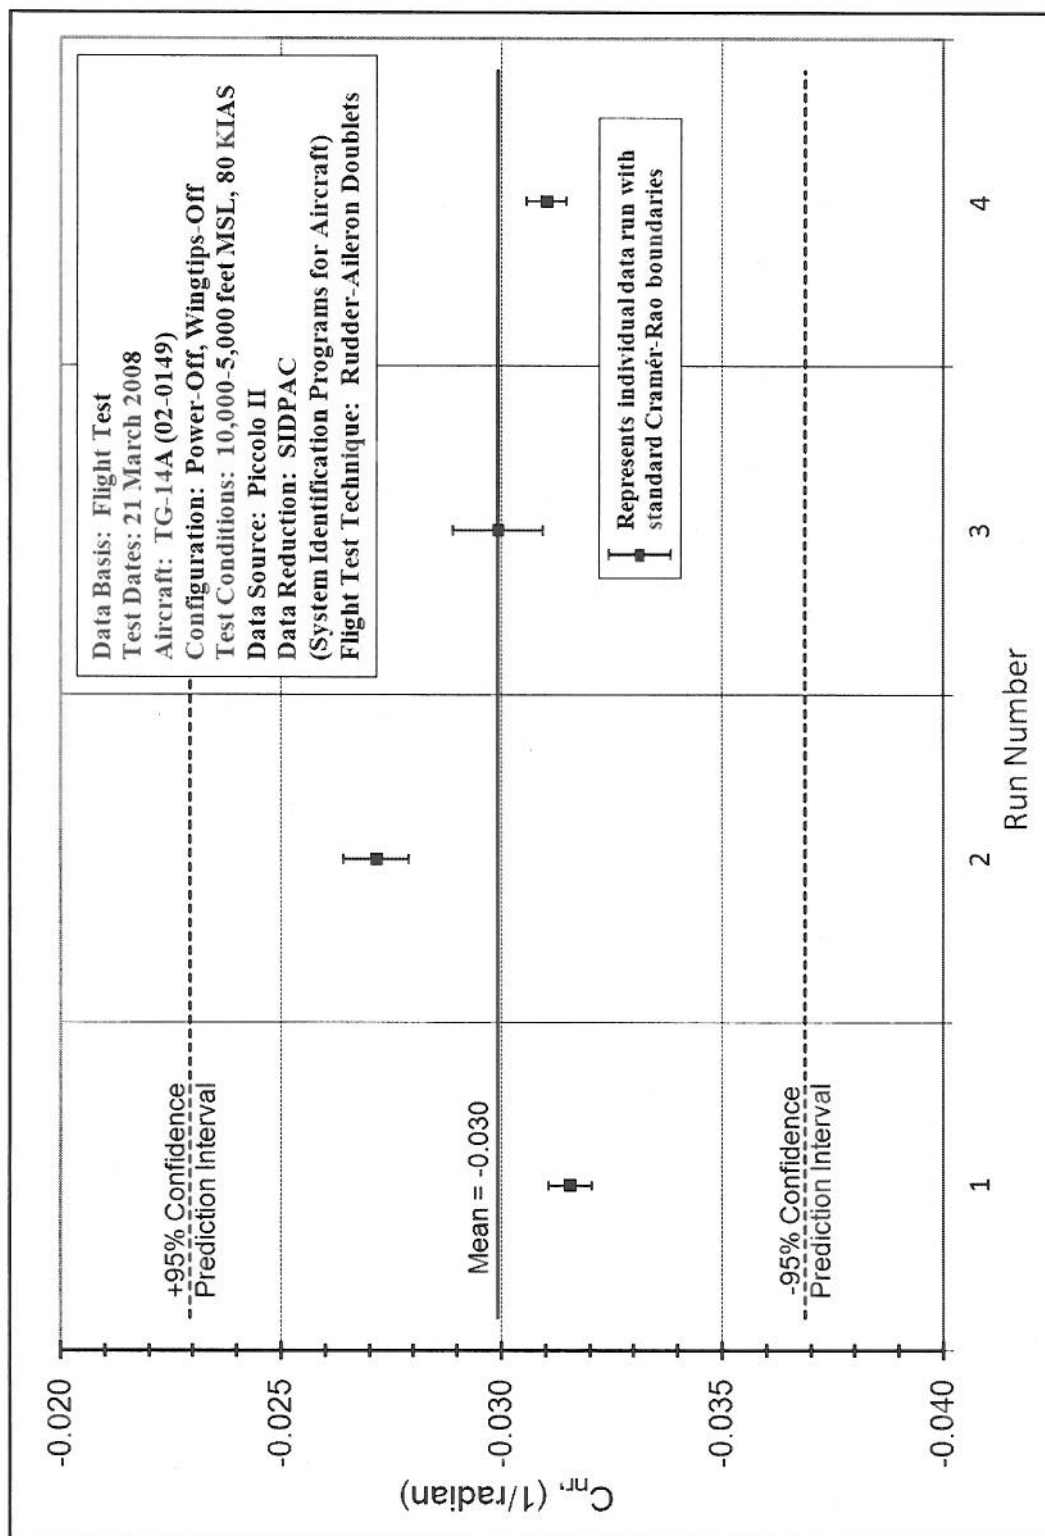 Data Basis: Flight Test
Test Dates: 21 March 2008
Aircraft: TG-14A (02-0149)
Configuration: Power-Off, Wingtips-Off
Test Conditions: 10,000-5,000 feet MSL, 80 KIAS
Data Source: Piccolo II
Data Reduction: SIDPAC
(System Identification Programs for Aircraft)
Flight Test Technique: Rudder-Aileron Doublets
+95% Confidence
Prediction Interval
Mean = -0.030
Represents individual data run with
standard Cramér-Rao boundaries
-95% Confidence
Prediction Interval
-0.020
-0.025
-0.030
-0.035
-0.040
Cnr, (1/radian)
1
2
3
4
Run Number